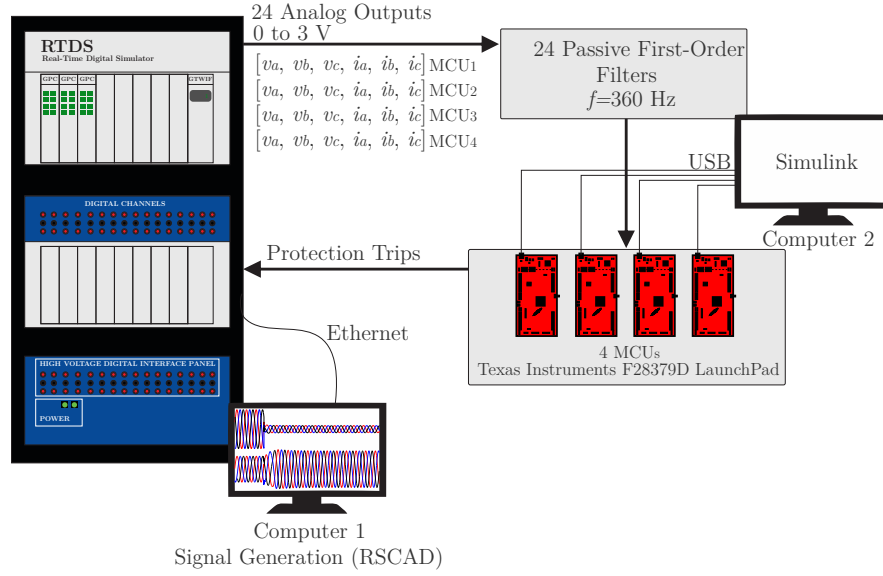 24 Analog Outputs
0 to 3 V
[va, vb, vc, ia, ib, ic] MCU1
[va, vb, vc, ia, ib, ic] MCU2
[va, vb, vc, ia, ib, ic] MCU3
[va, vb, vc, ia, ib, ic] MCU4
24 Passive First-Order
Filters
f=360 Hz
RTDS
Real-Time Digital Simulator
GPC GPC GPC GTWIF
USB
Simulink
Computer 2
DIGITAL CHANNELS
Protection Trips
Ethernet
4 MCUs
Texas Instruments F28379D LaunchPad
HIGH VOLTAGE DIGITAL INTERFACE PANEL
POWER
Computer 1
Signal Generation (RSCAD)